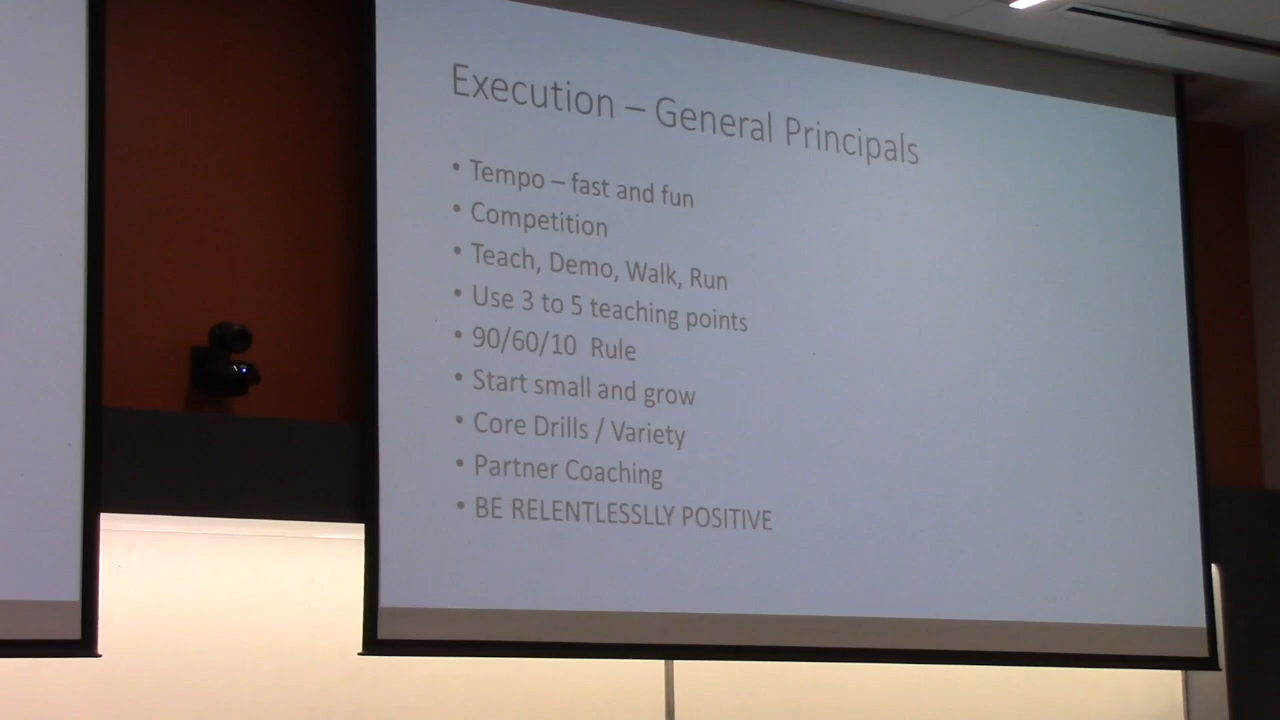 Execution – General Principals
• Tempo – fast and fun
• Competition
• Teach, Demo, Walk, Run
• Use 3 to 5 teaching points
• 90/60/10 Rule
• Start small and grow
• Core Drills / Variety
• Partner Coaching
• BE RELENTLESSLLY POSITIVE